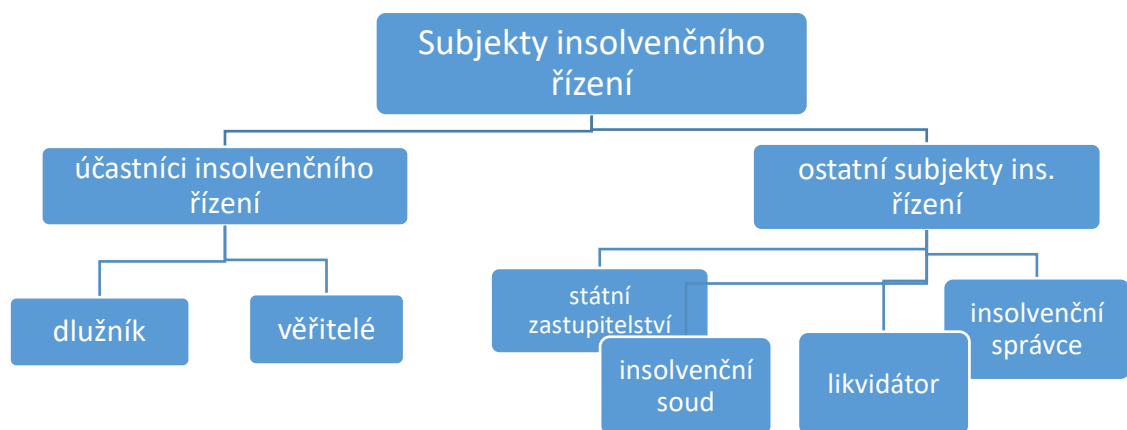 Subjekty insolvenčního
řízení
účastníci insolvenčního
řízení
ostatní subjekty ins.
řízení
dlužník
věřitelé
státní
zastupitelství
insolvenční
soud
likvidátor
insolvenční
správce